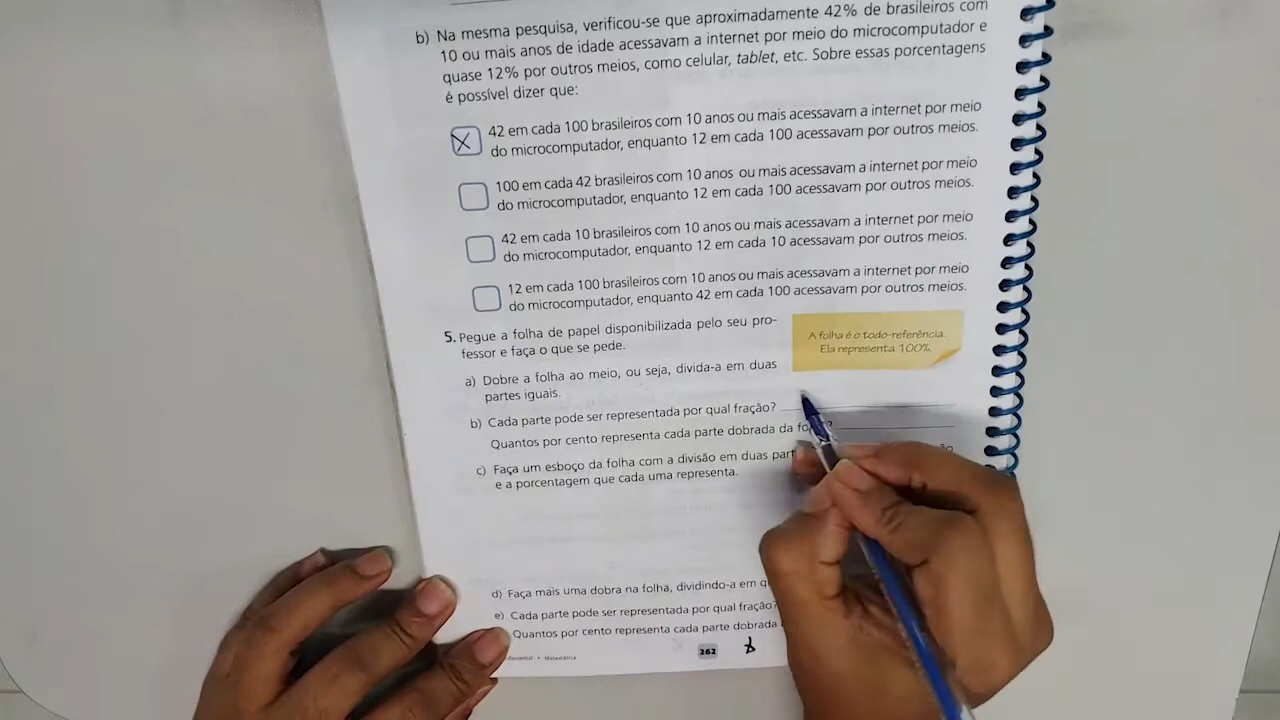 b) Na mesma pesquisa, verificou-se que aproximadamente 42% de brasileiros com
10 ou mais anos de idade acessavam a internet por meio do microcomputador e
quase 12% por outros meios, como celular, tablet, etc. Sobre essas porcentagens
é possível dizer que:
X 42 em cada 100 brasileiros com 10 anos ou mais acessavam a internet por meio
do microcomputador, enquanto 12 em cada 100 acessavam por outros meios.
100 em cada 42 brasileiros com 10 anos ou mais acessavam a internet por meio
do microcomputador, enquanto 12 em cada 100 acessavam por outros meios.
42 em cada 10 brasileiros com 10 anos ou mais acessavam a internet por meio
do microcomputador, enquanto 12 em cada 10 acessavam por outros meios.
12 em cada 100 brasileiros com 10 anos ou mais acessavam a internet por meio
do microcomputador, enquanto 42 em cada 100 acessavam por outros meios.
5. Pegue a folha de papel disponibilizada pelo seu pro-
fessor e faça o que se pede.
A folha é o todo-referência.
Ela representa 100%.
a) Dobre a folha ao meio, ou seja, divida-a em duas
partes iguais.
b) Cada parte pode ser representada por qual fração?
Quantos por cento representa cada parte dobrada da
c) Faça um esboço da folha com a divisão em duas
e a porcentagem que cada uma representa.
d) Faça mais uma dobra na folha, dividindo-a em
e) Cada parte pode ser representada por qual fração?
Quantos por cento representa cada parte dobrada
Matemática
262